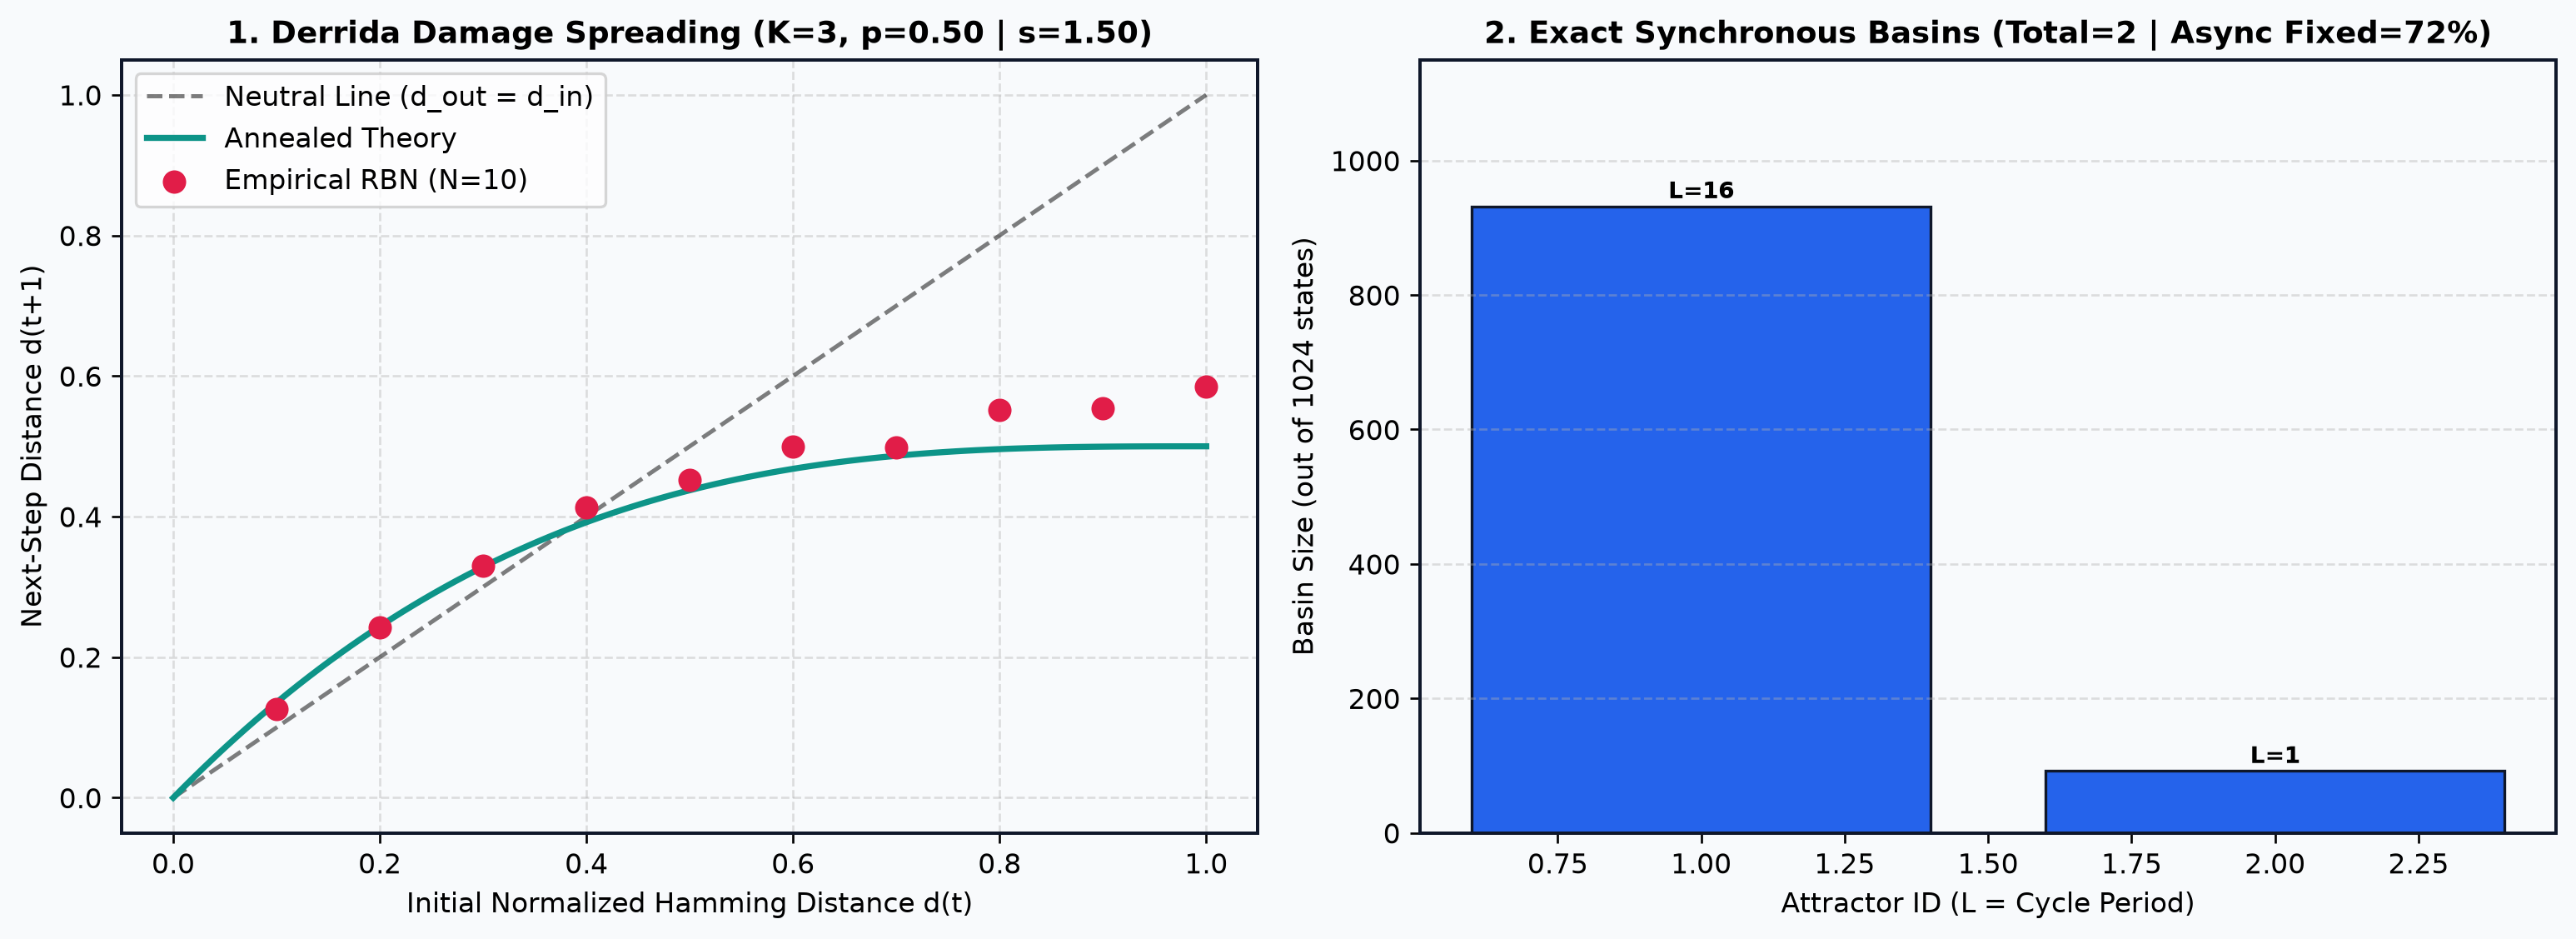 1. Derrida Damage Spreading (K=3, p=0.50 | s=1.50)
Neutral Line (d_out = d_in)
Annealed Theory
Empirical RBN (N=10)
1.0
0.8
0.6
0.4
0.2
0.0
Next-Step Distance d(t+1)
0.0 0.2 0.4 0.6 0.8 1.0
Initial Normalized Hamming Distance d(t)
2. Exact Synchronous Basins (Total=2 | Async Fixed=72%)
1000
800
600
400
200
0
Basin Size (out of 1024 states)
L=16
L=1
0.75 1.00 1.25 1.50 1.75 2.00 2.25
Attractor ID (L = Cycle Period)